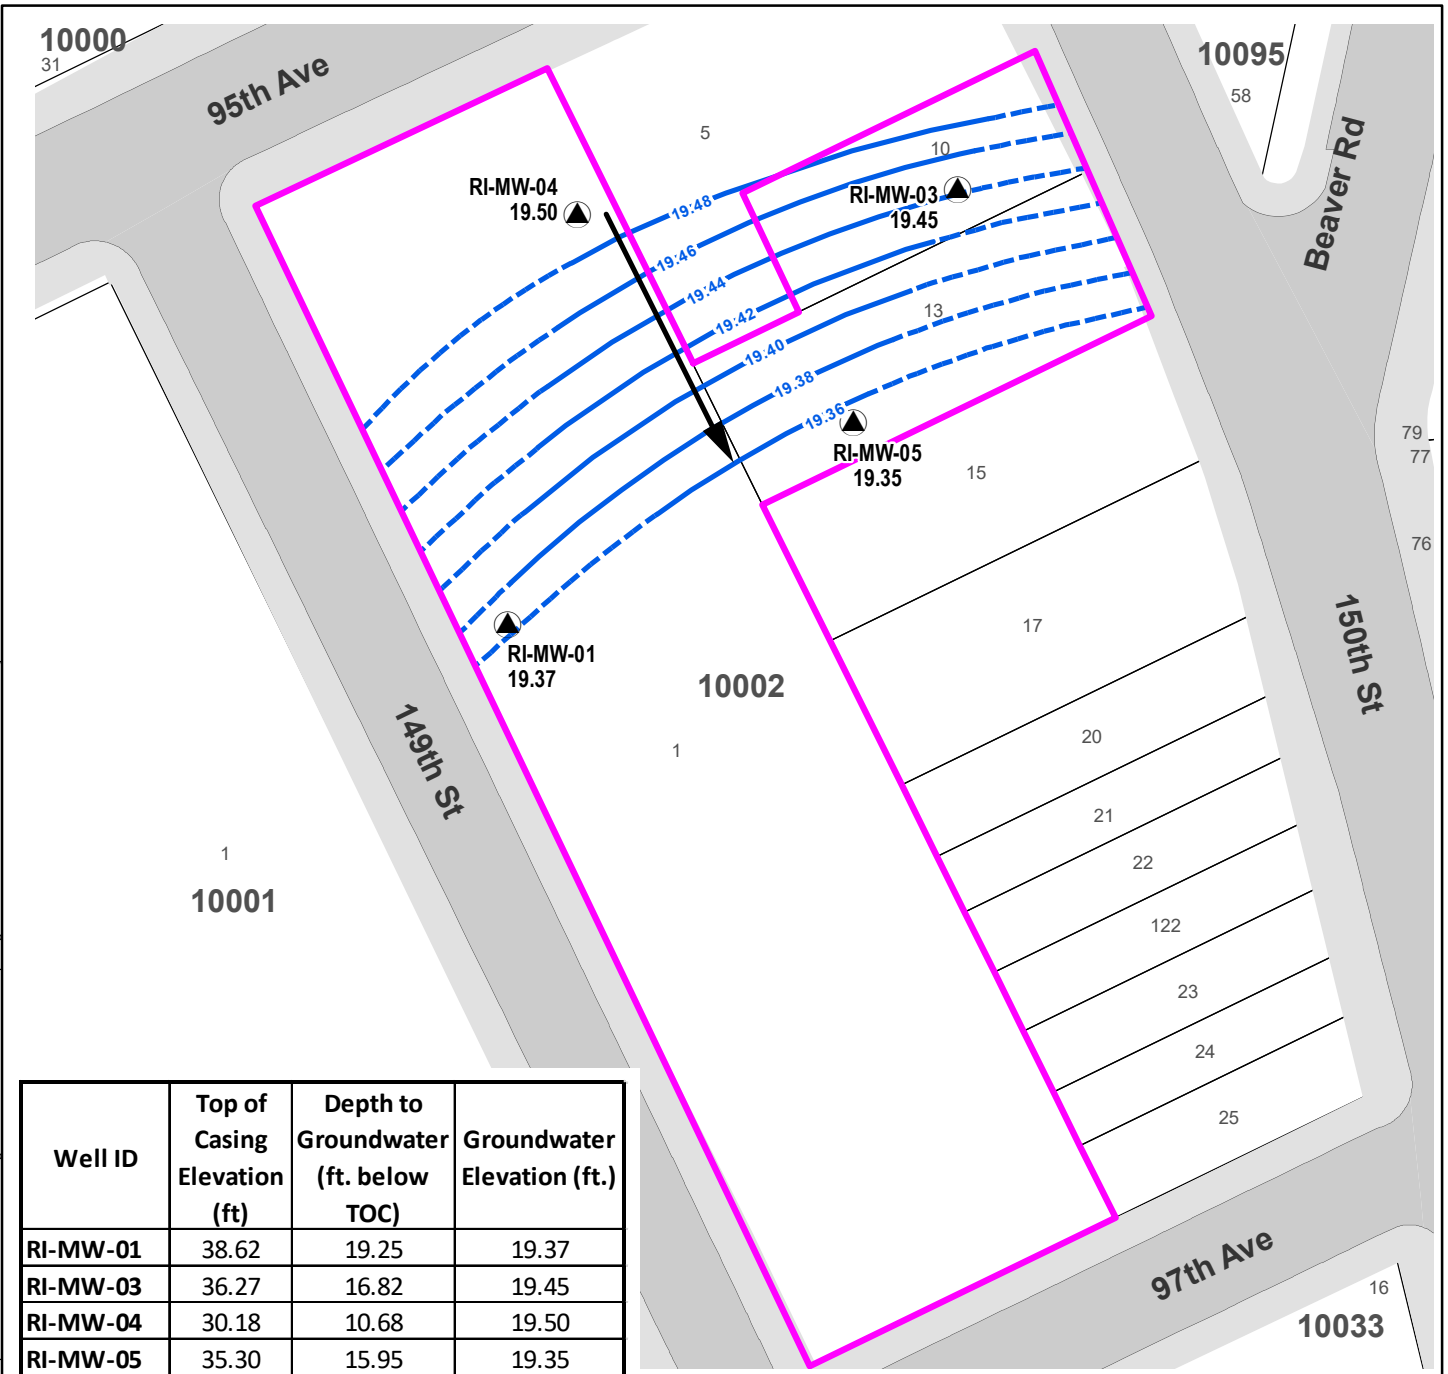 10000
31
95th Ave
10095
58
Beaver Rd
5
10
RI-MW-04
19.50
RI-MW-03
19.45
19.48
19.46
19.44
19.42
19.40
19.38
19.36
13
RI-MW-05
19.35
15
79
77
76
RI-MW-01
19.37
17
150th St
10002
1
149th St
20
21
22
122
23
24
25
1
10001
97th Ave
16
10033
Well ID
Top of
Casing
Elevation
(ft)
Depth to
Groundwater
(ft. below
TOC)
Groundwater
Elevation (ft.)
RI-MW-01 38.62 19.25 19.37
RI-MW-03 36.27 16.82 19.45
RI-MW-04 30.18 10.68 19.50
RI-MW-05 35.30 15.95 19.35